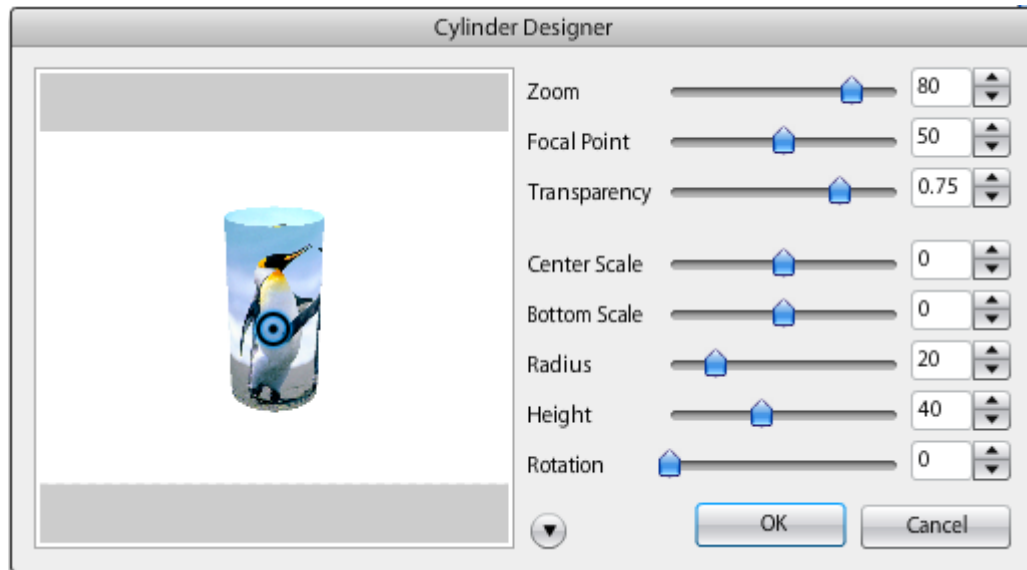 Cylinder Designer
Zoom 80
Focal Point 50
Transparency 0.75
Center Scale 0
Bottom Scale 0
Radius 20
Height 40
Rotation 0
OK Cancel